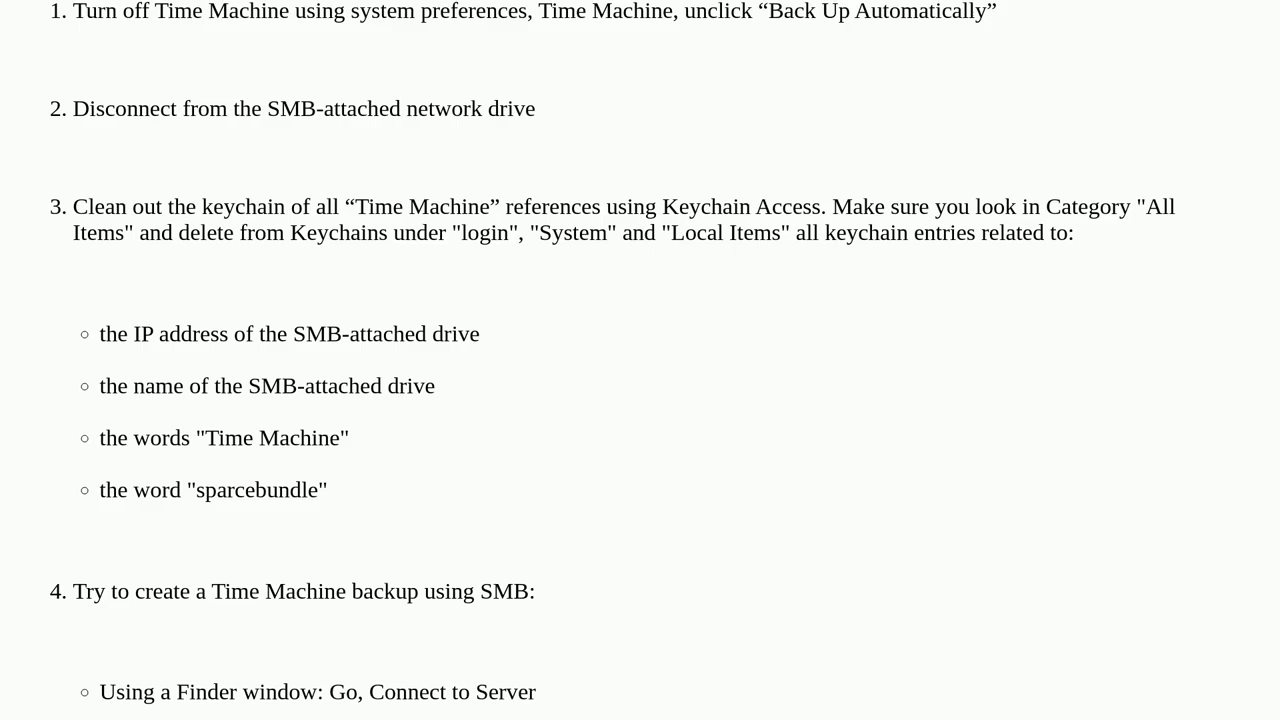 1. Turn off Time Machine using system preferences, Time Machine, unclick “Back Up Automatically”
2. Disconnect from the SMB-attached network drive
3. Clean out the keychain of all “Time Machine” references using Keychain Access. Make sure you look in Category "All
Items" and delete from Keychains under "login", "System" and "Local Items" all keychain entries related to:
◦ the IP address of the SMB-attached drive
◦ the name of the SMB-attached drive
◦ the words "Time Machine"
◦ the word "sparcebundle"
4. Try to create a Time Machine backup using SMB:
◦ Using a Finder window: Go, Connect to Server